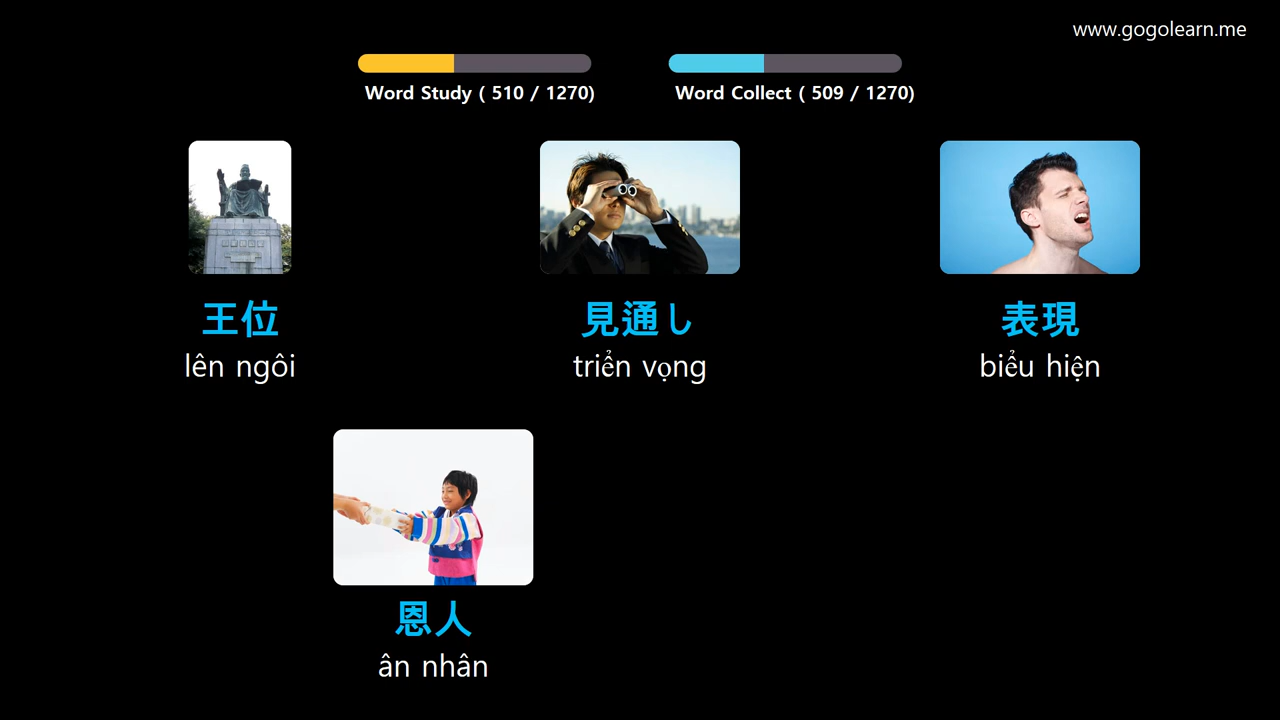 www.gogolearn.me
Word Study ( 510 / 1270)
Word Collect ( 509 / 1270)
王位
lên ngôi
見通し
triển vọng
表現
biểu hiện
恩人
ân nhân